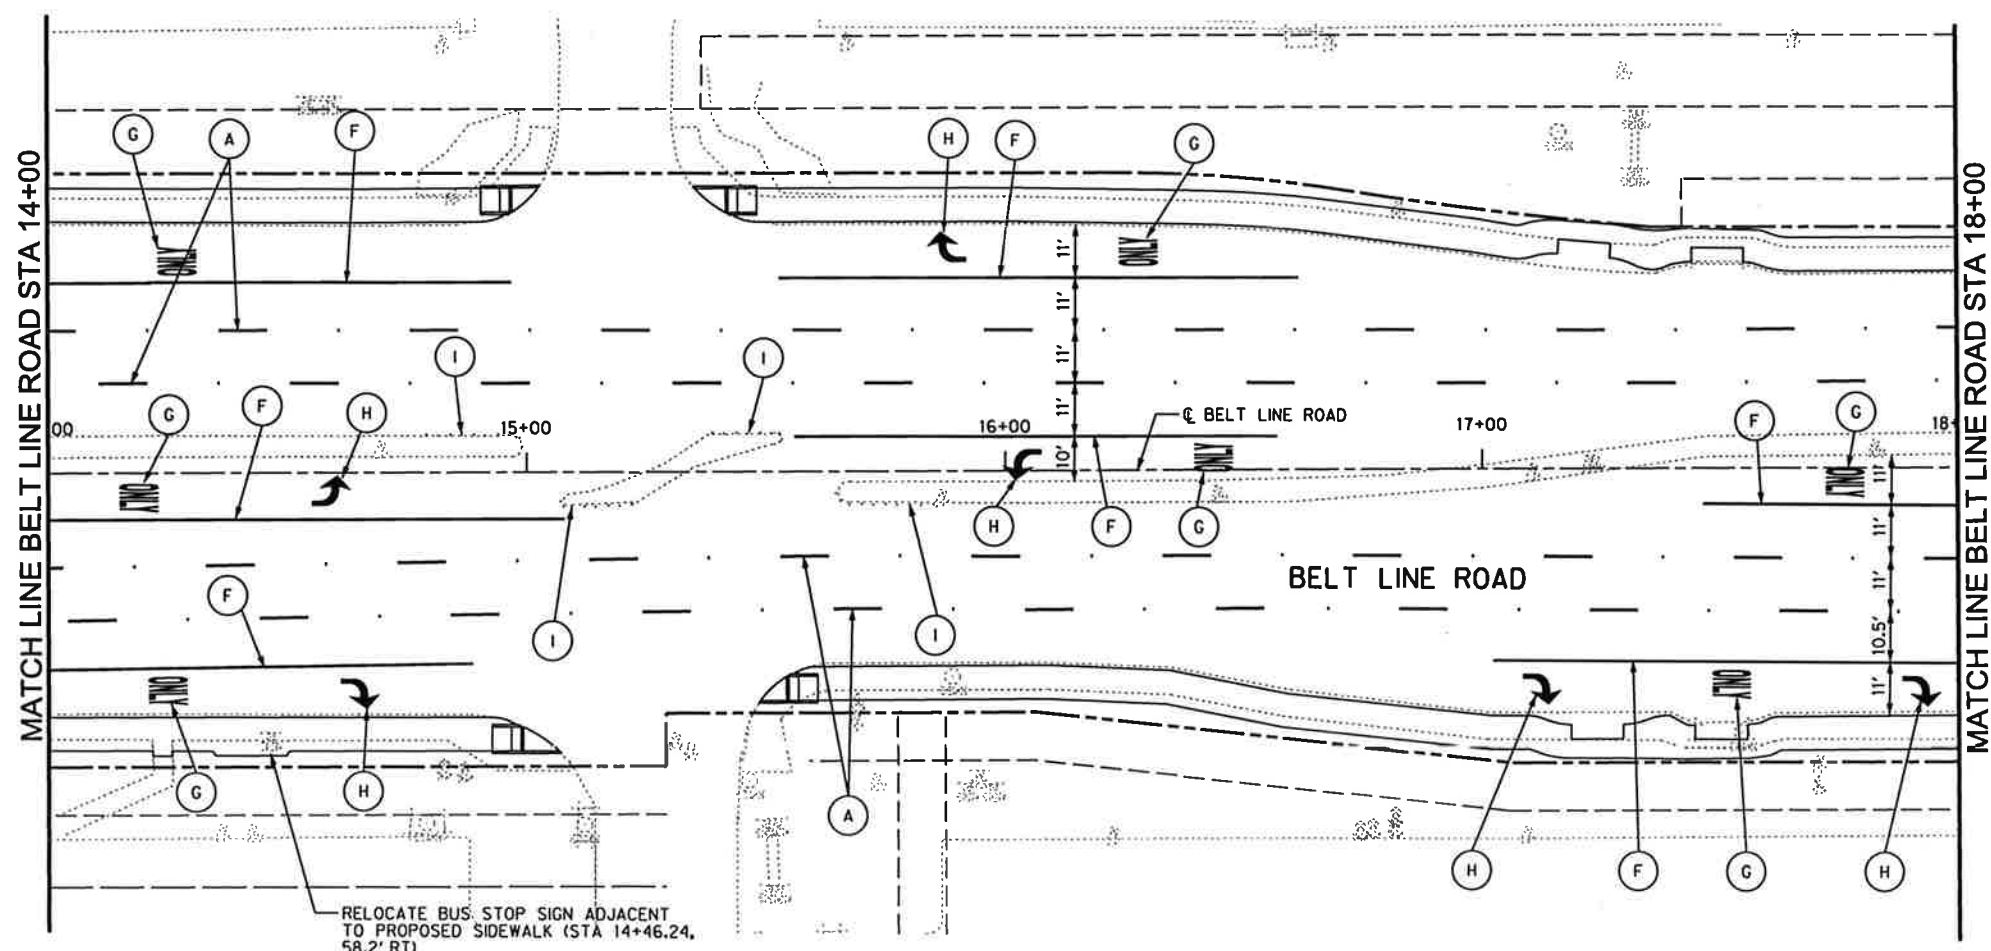 MATCH LINE BELT LINE ROAD STA 14+00
G
A
F
H
F
G
ONLY
ONLY
11'
11'
I
I
11'
G
F
H
11'
00
15+00
16+00
℄ BELT LINE ROAD
17+00
F
G
18+
ONLY
10'
ONLY
ONLY
11'
H
F
G
11'
F
BELT LINE ROAD
11'
I
I
10.5'
ONLY
ONLY
11'
G
H
A
H
F
G
H
RELOCATE BUS STOP SIGN ADJACENT
TO PROPOSED SIDEWALK (STA 14+46.24,
58.2' RT)
MATCH LINE BELT LINE ROAD STA 18+00